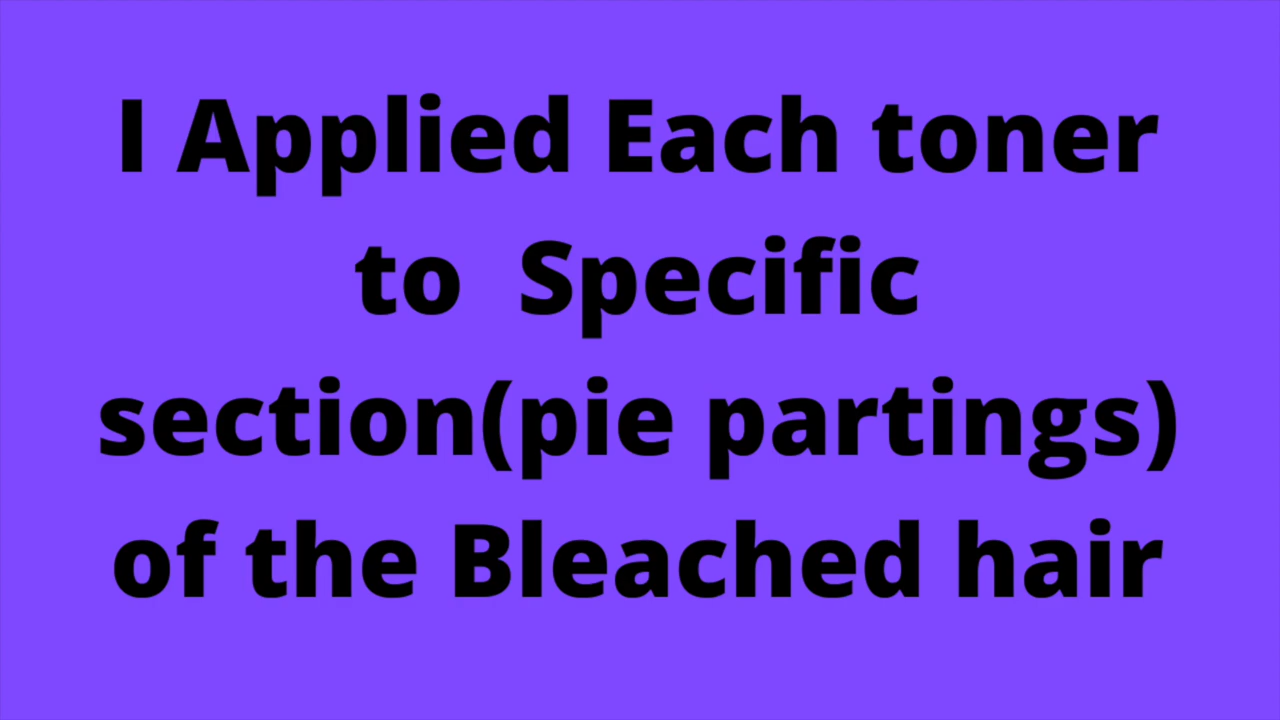 I Applied Each toner
to  Specific
section(pie partings)
of the Bleached hair